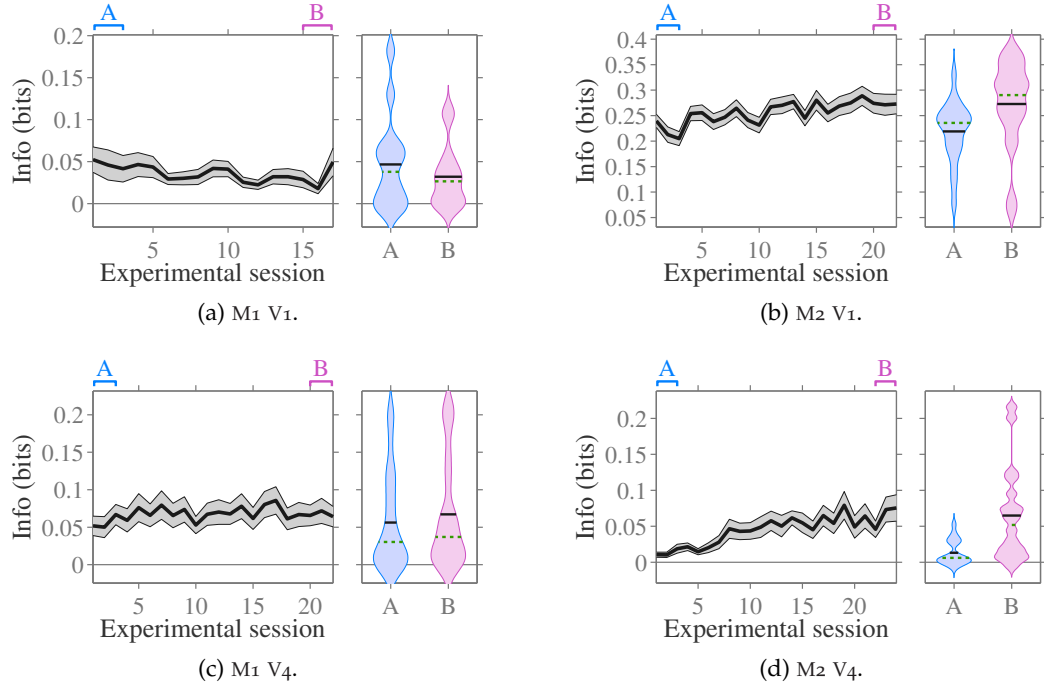 A B
0.2
0.15
0.1
0.05
0
Info (bits)
5 10 15
Experimental session
A B
(a) M1 V1.
A B
0.4
0.35
0.3
0.25
0.2
0.15
0.1
0.05
Info (bits)
5 10 15 20
Experimental session
A B
(b) M2 V1.
A B
0.2
0.15
0.1
0.05
0
Info (bits)
5 10 15 20
Experimental session
A B
(c) M1 V4.
A B
0.2
0.15
0.1
0.05
0
Info (bits)
5 10 15 20
Experimental session
A B
(d) M2 V4.